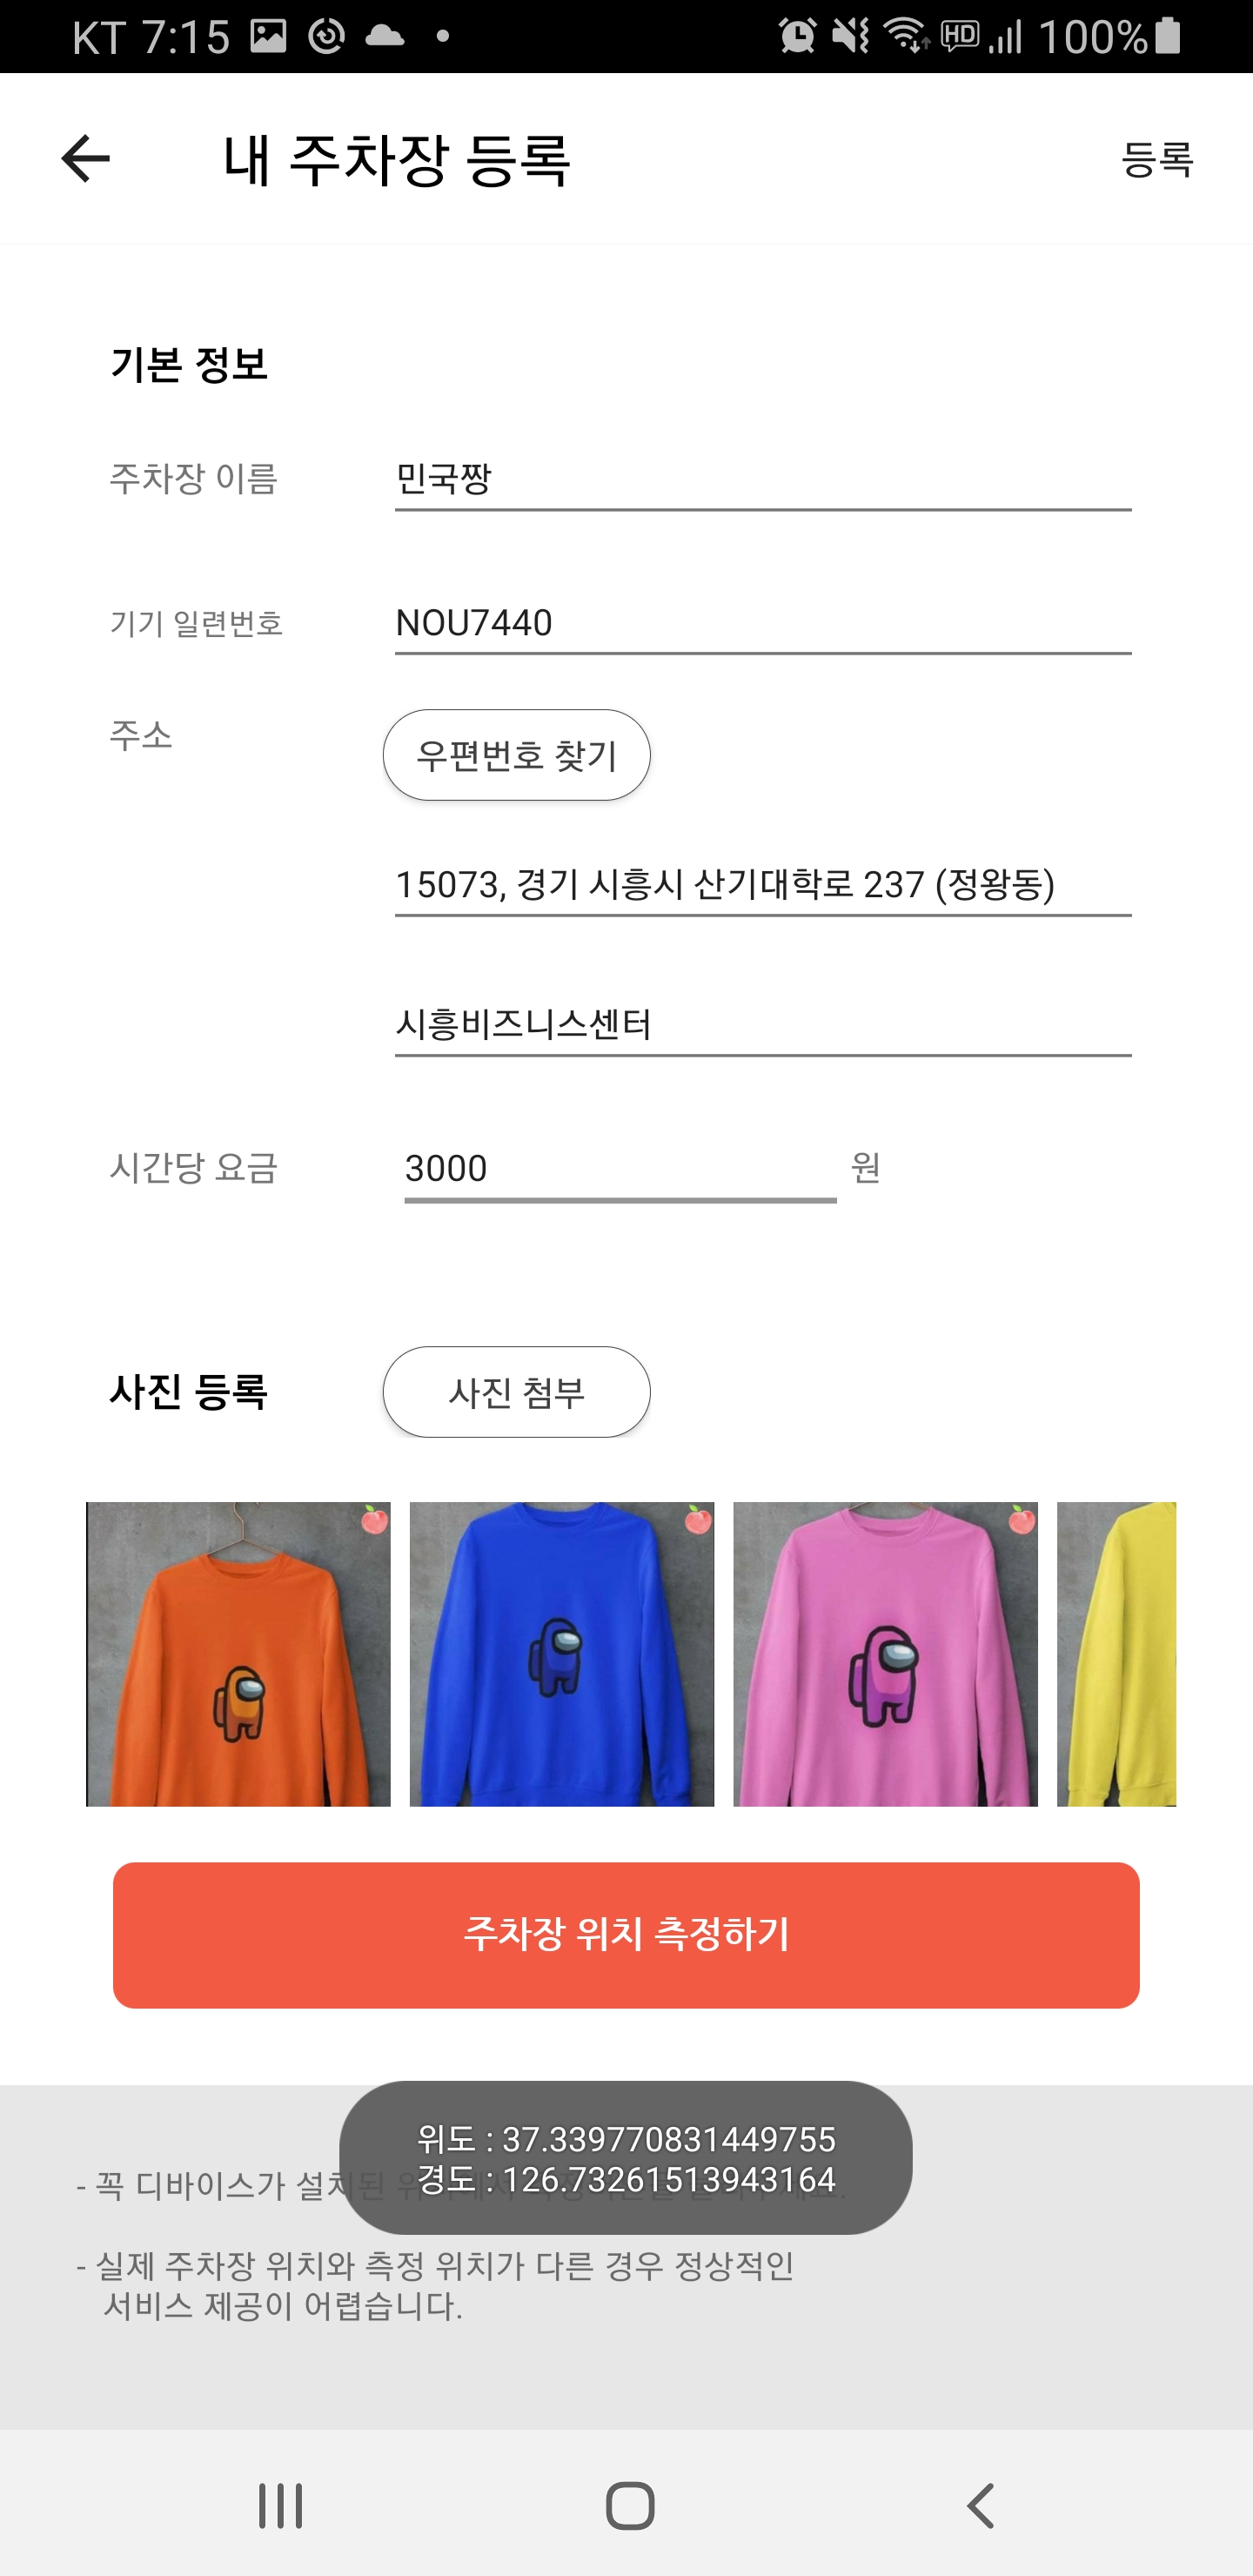 KT 7:15
HD
100%
내 주차장 등록
등록
기본 정보
주차장 이름
민국짱
기기 일련번호
NOU7440
주소
우편번호 찾기
15073, 경기 시흥시 산기대학로 237 (정왕동)
시흥비즈니스센터
시간당 요금
3000
원
사진 등록
사진 첨부
주차장 위치 측정하기
위도 : 37.339770831449755
경도 : 126.73261513943164
- 꼭 디바이스가 설치된
- 실제 주차장 위치와 측정 위치가 다른 경우 정상적인
서비스 제공이 어렵습니다.